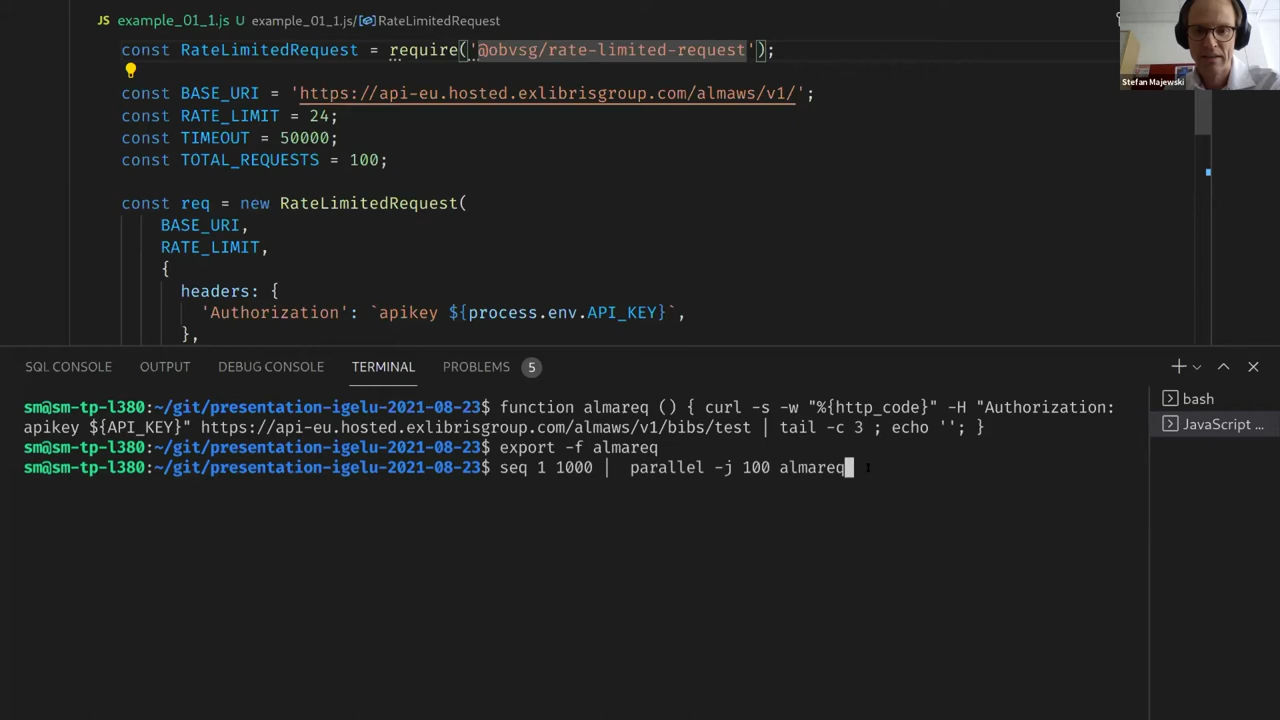 JS example_01_1.js U example_01_1.js/RateLimitedRequest
const RateLimitedRequest = require('@obvsg/rate-limited-request');
const BASE_URI = 'https://api-eu.hosted.exlibrisgroup.com/almaws/v1/';
const RATE_LIMIT = 24;
const TIMEOUT = 50000;
const TOTAL_REQUESTS = 100;
const req = new RateLimitedRequest(
BASE_URI,
RATE_LIMIT,
{
headers: {
'Authorization': `apikey ${process.env.API_KEY}`,
},
Stefan Majewski
SQL CONSOLE OUTPUT DEBUG CONSOLE TERMINAL PROBLEMS 5
sm@sm-tp-l380:~/git/presentation-igelu-2021-08-23$ function almareq () { curl -s -w "%{http_code}" -H "Authorization:
apikey ${API_KEY}" https://api-eu.hosted.exlibrisgroup.com/almaws/v1/bibs/test | tail -c 3 ; echo ''; }
sm@sm-tp-l380:~/git/presentation-igelu-2021-08-23$ export -f almareq
sm@sm-tp-l380:~/git/presentation-igelu-2021-08-23$ seq 1 1000 | parallel -j 100 almareq
bash
JavaScript ...